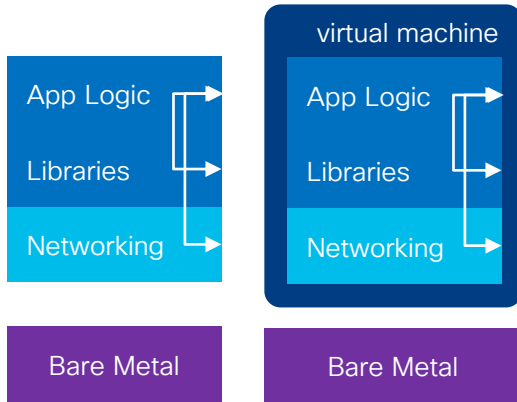 App Logic
Libraries
Networking
Bare Metal
virtual machine
App Logic
Libraries
Networking
Bare Metal